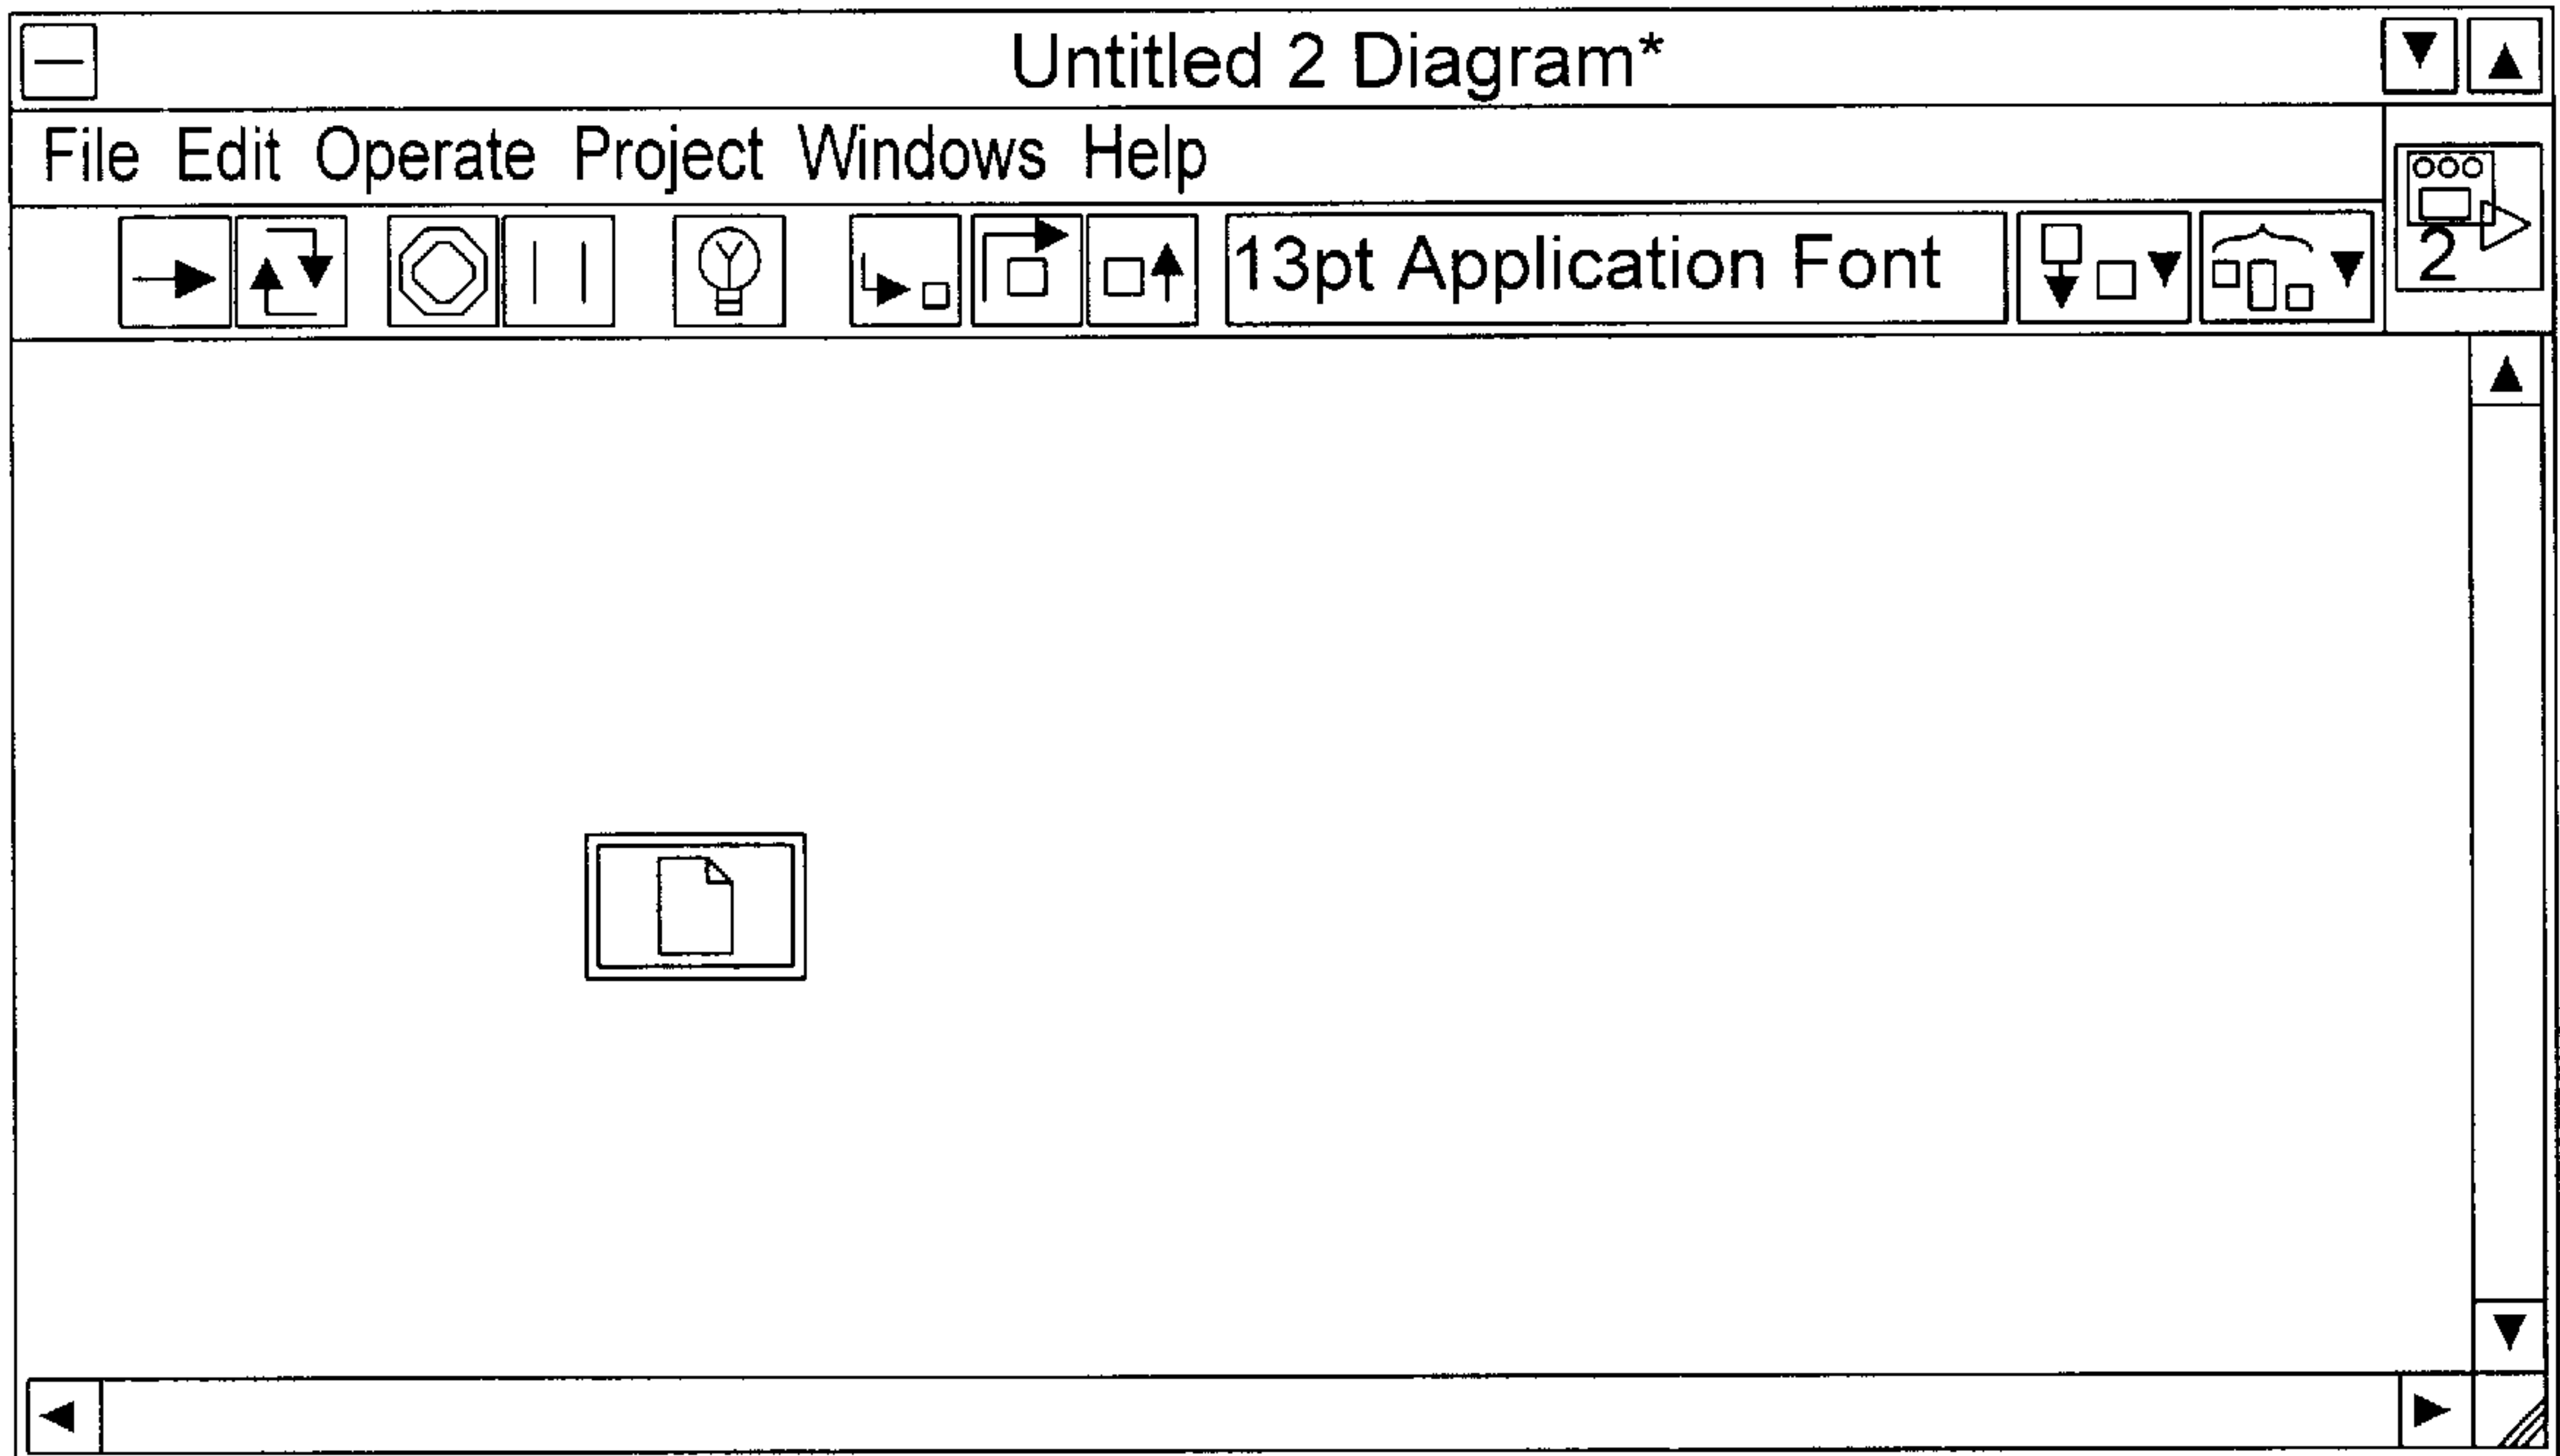 Untitled 2 Diagram*
File Edit Operate Project Windows Help
13pt Application Font
2